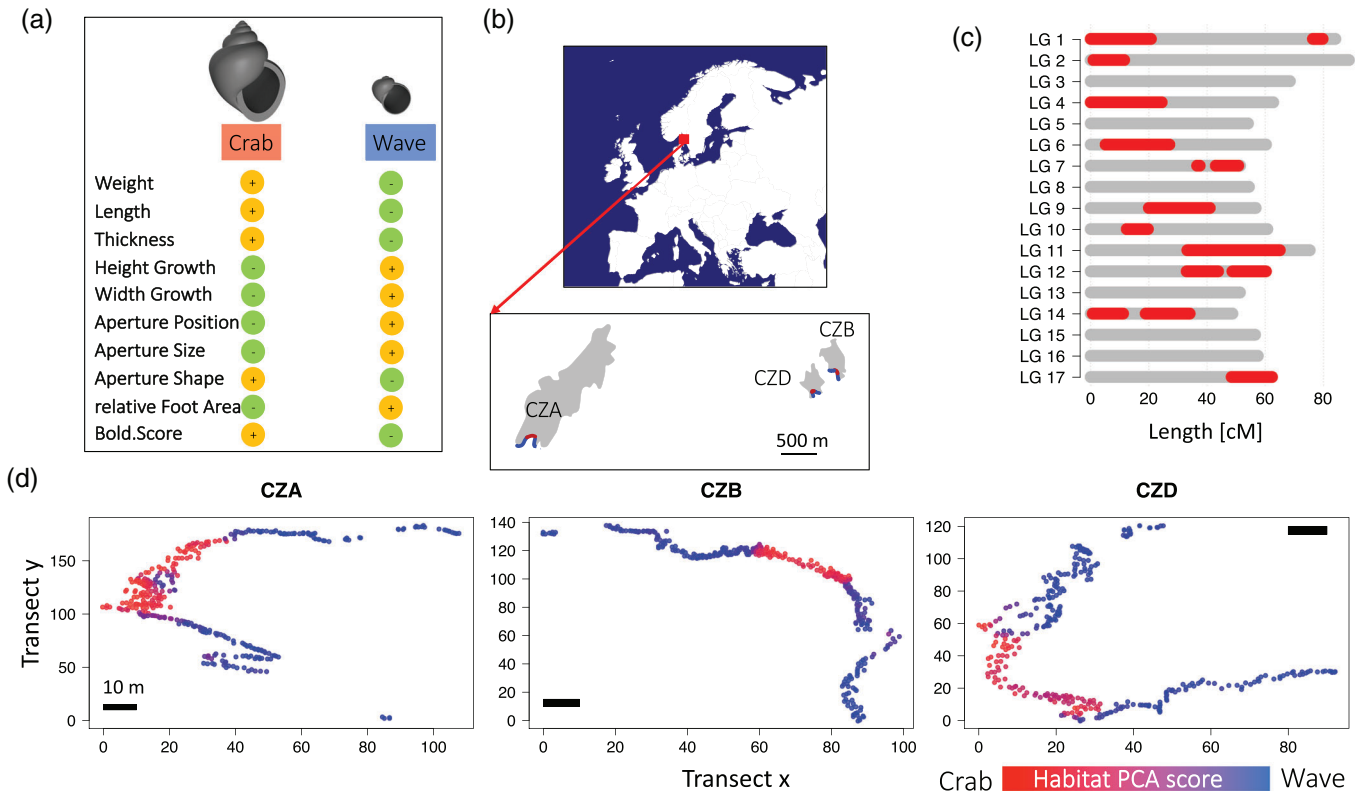 (a)
Crab Wave
Weight + -
Length + -
Thickness + -
Height Growth - +
Width Growth - +
Aperture Position - +
Aperture Size - +
Aperture Shape + -
relative Foot Area - +
Bold.Score + -
(b)
CZA
CZD
CZB
500 m
(c)
LG 1
LG 2
LG 3
LG 4
LG 5
LG 6
LG 7
LG 8
LG 9
LG 10
LG 11
LG 12
LG 13
LG 14
LG 15
LG 16
LG 17
0 20 40 60 80
Length [cM]
(d)
CZA
150
100
50
0
Transect y
10 m
0 20 40 60 80 100
CZB
140
120
100
80
60
40
20
0
0 20 40 60 80 100
Transect x
CZD
120
100
80
60
40
20
0
0 20 40 60 80
Crab Habitat PCA score Wave